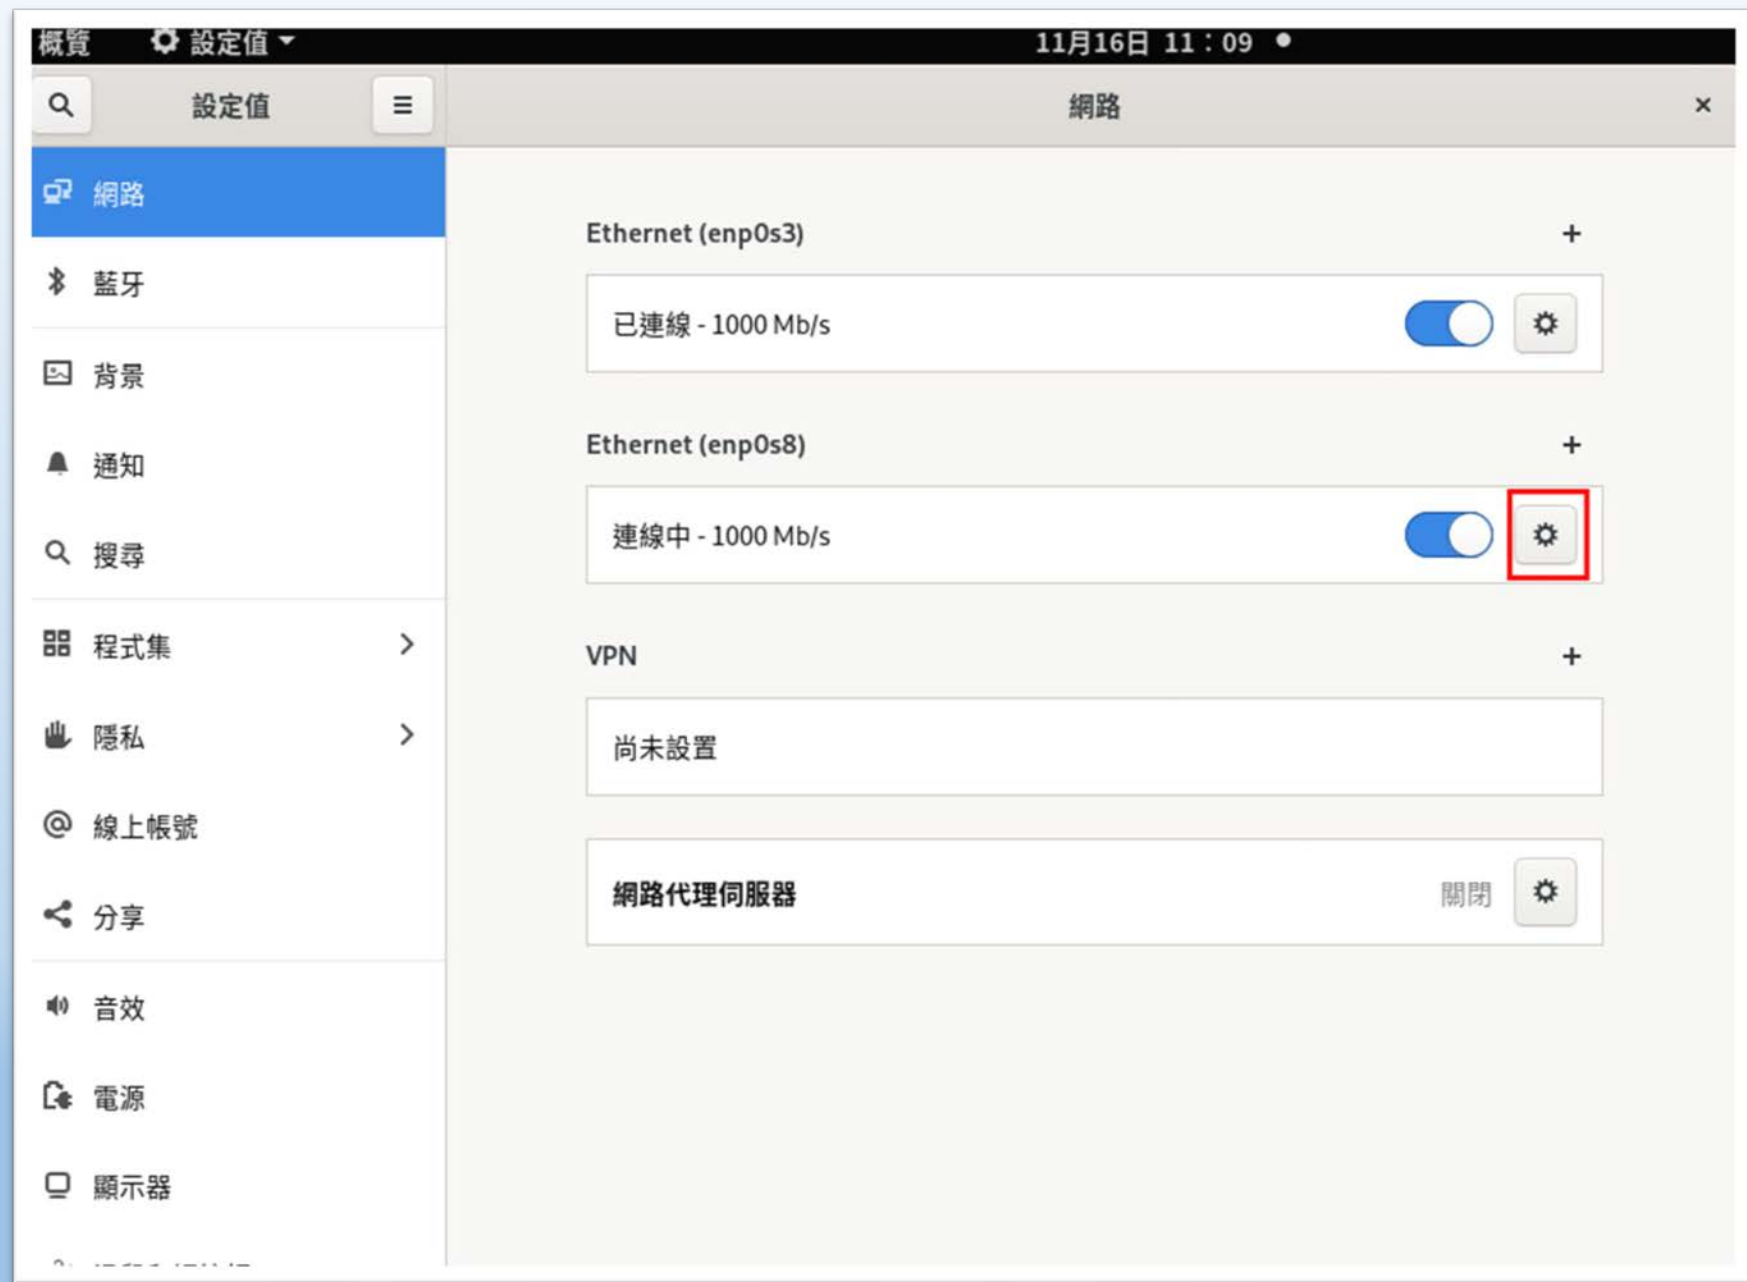 概覽 設定值 11月16日 11：09
設定值 網路
網路
藍牙
背景
通知
搜尋
程式集
隱私
線上帳號
分享
音效
電源
顯示器
Ethernet (enp0s3)
已連線 - 1000 Mb/s
Ethernet (enp0s8)
連線中 - 1000 Mb/s
VPN
尚未設置
網路代理伺服器 關閉